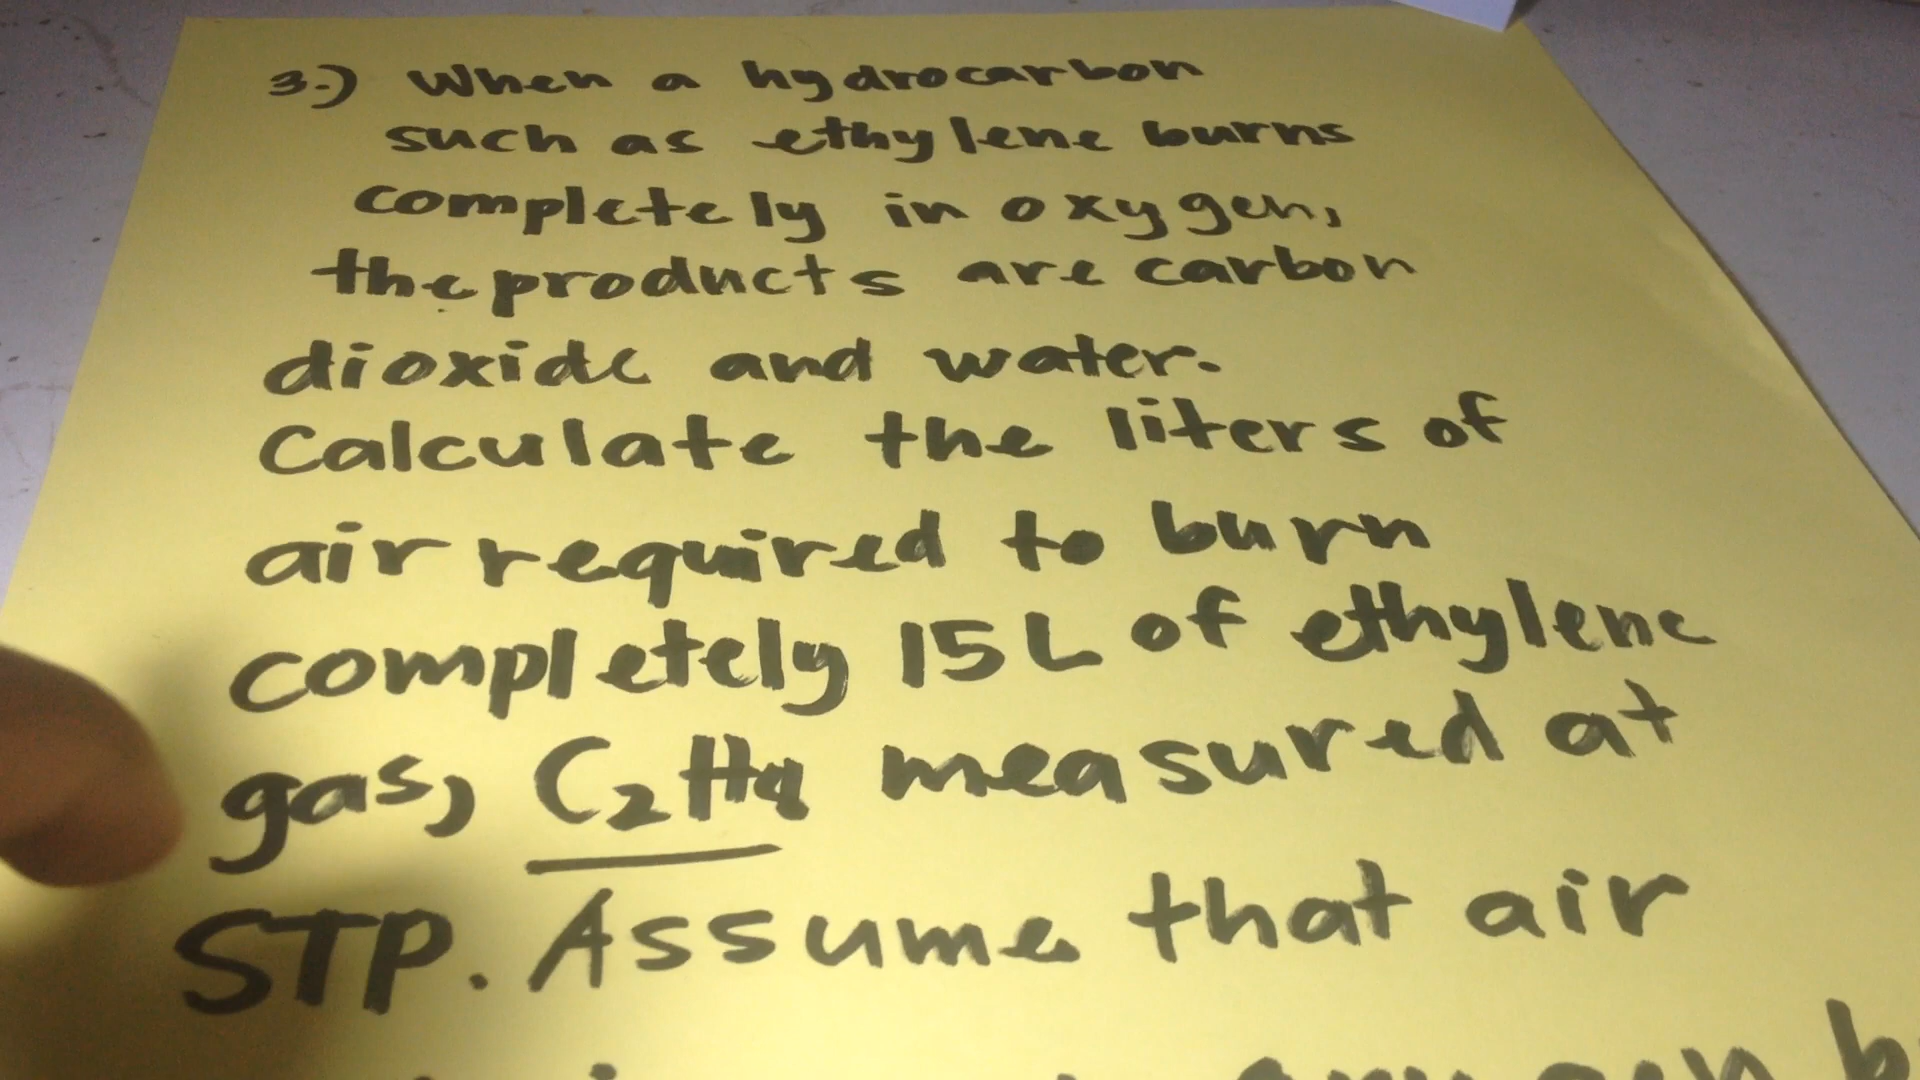 3.) When a hydrocarbon
such as ethylene burns
completely in oxygen,
the products are carbon
dioxide and water.
Calculate the liters of
air required to burn
completely 15 L of ethylene
gas, C₂H₄ measured at
STP. Assume that air